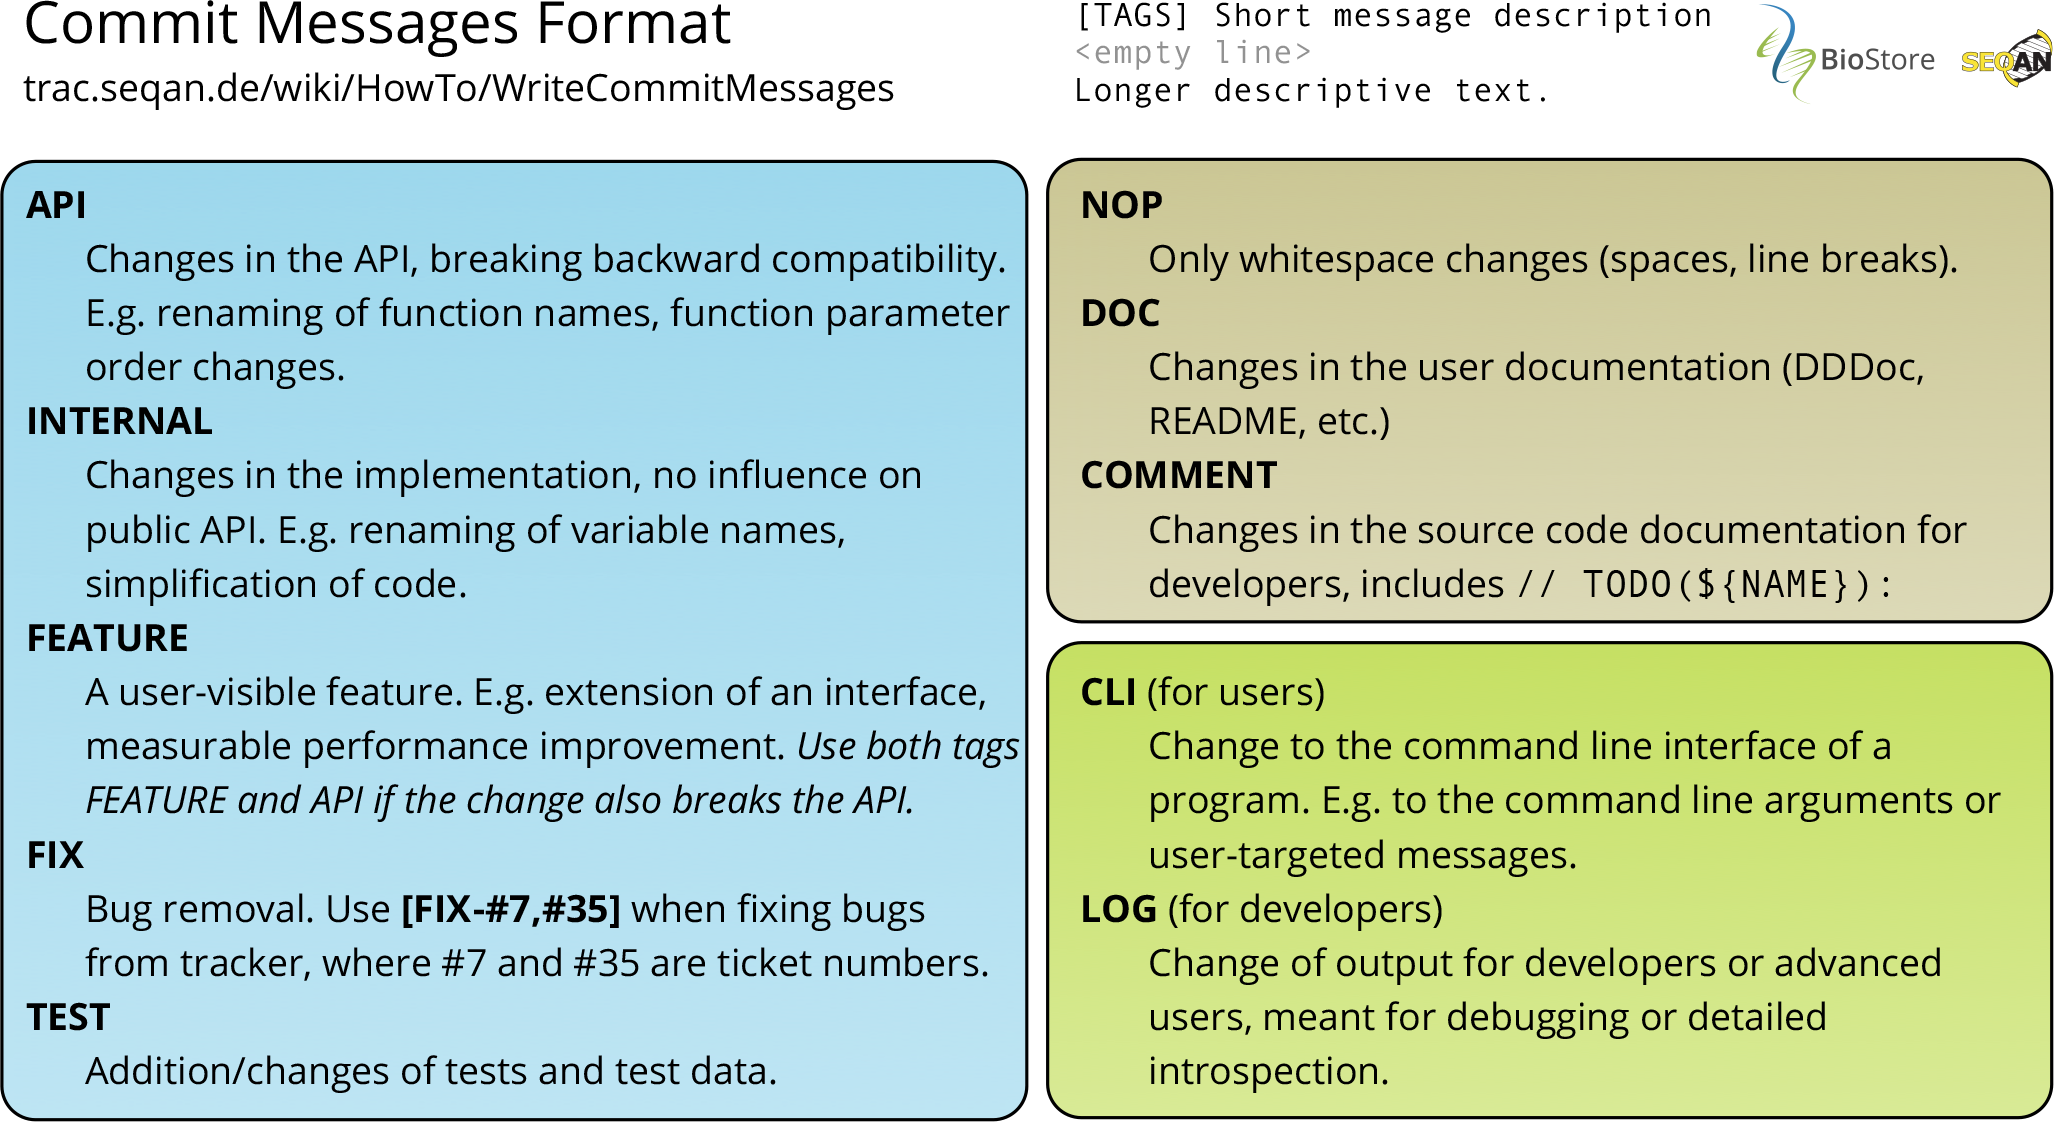 Commit Messages Format
trac.seqan.de/wiki/HowTo/WriteCommitMessages
[TAGS] Short message description
<empty line>
Longer descriptive text.
BioStore
SEQAN
API
Changes in the API, breaking backward compatibility.
E.g. renaming of function names, function parameter
order changes.
INTERNAL
Changes in the implementation, no influence on
public API. E.g. renaming of variable names,
simplification of code.
FEATURE
A user-visible feature. E.g. extension of an interface,
measurable performance improvement. Use both tags
FEATURE and API if the change also breaks the API.
FIX
Bug removal. Use [FIX-#7,#35] when fixing bugs
from tracker, where #7 and #35 are ticket numbers.
TEST
Addition/changes of tests and test data.
NOP
Only whitespace changes (spaces, line breaks).
DOC
Changes in the user documentation (DDDoc,
README, etc.)
COMMENT
Changes in the source code documentation for
developers, includes // TODO(${NAME}):
CLI (for users)
Change to the command line interface of a
program. E.g. to the command line arguments or
user-targeted messages.
LOG (for developers)
Change of output for developers or advanced
users, meant for debugging or detailed
introspection.